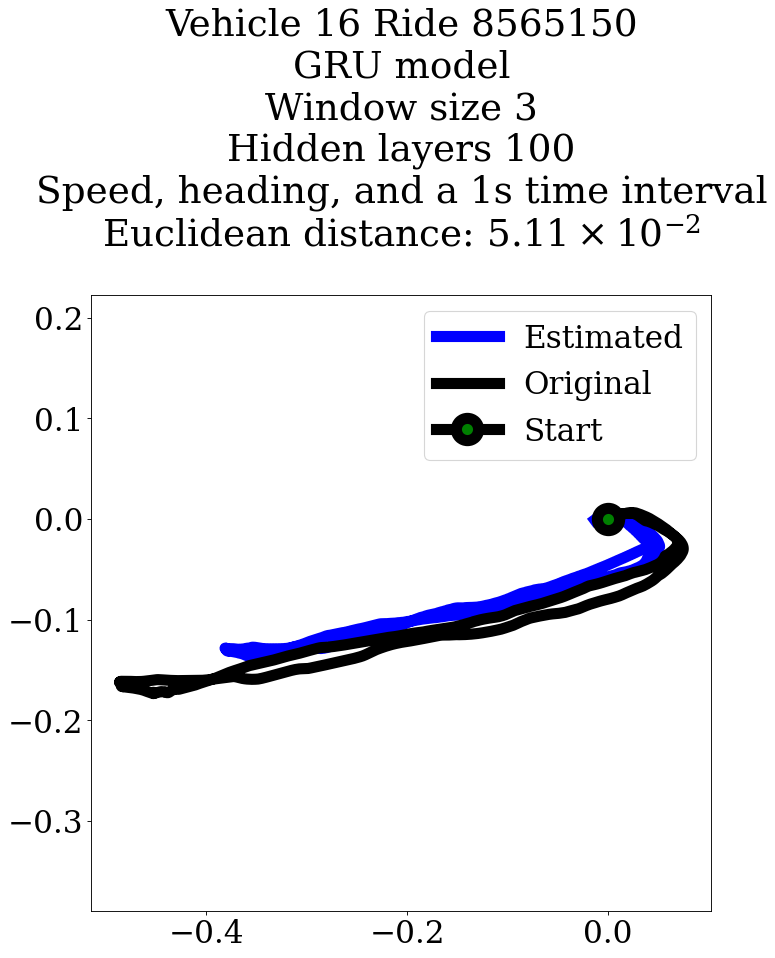 Vehicle 16 Ride 8565150
GRU model
Window size 3
Hidden layers 100
Speed, heading, and a 1s time interval
Euclidean distance: 5.11 × 10⁻²
0.2
Estimated
0.1
Original
Start
0.0
−0.1
−0.2
−0.3
−0.4 −0.2 0.0